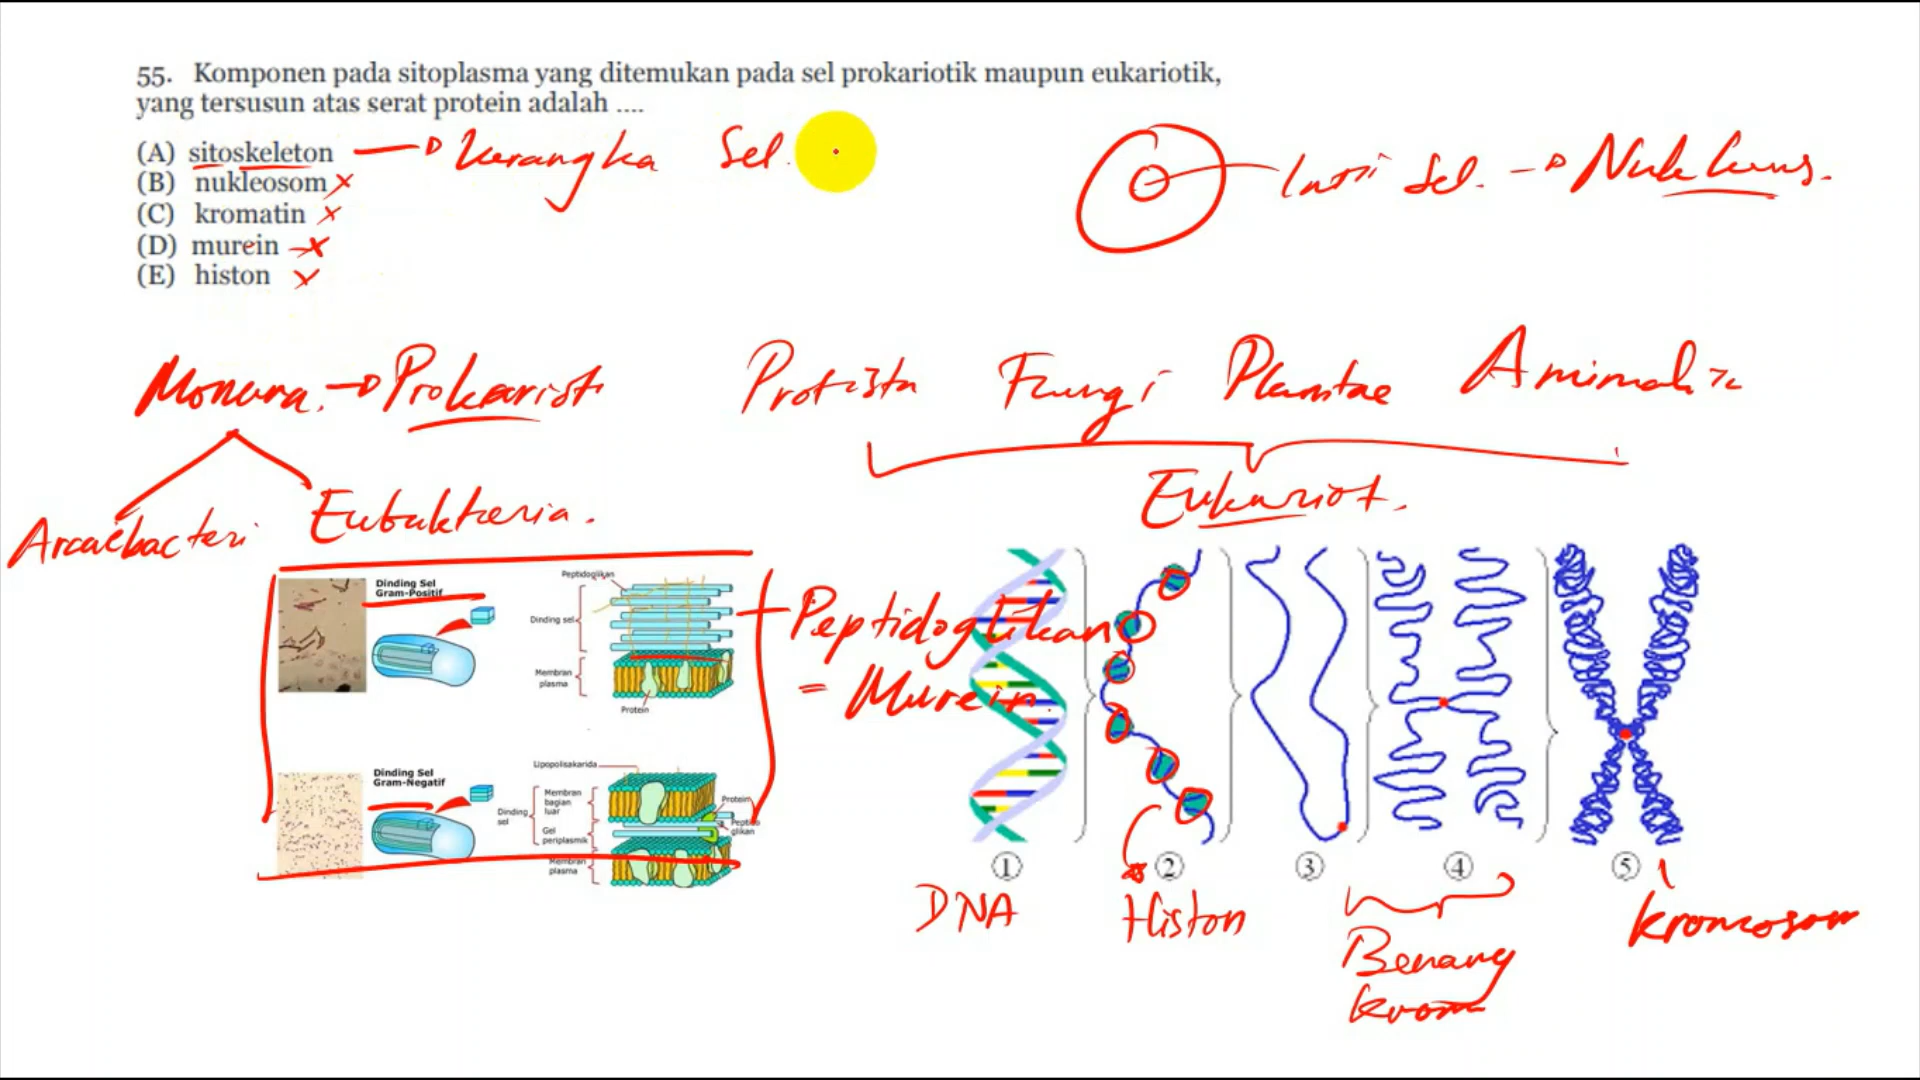 55. Komponen pada sitoplasma yang ditemukan pada sel prokariotik maupun eukariotik,
yang tersusun atas serat protein adalah ....
(A) sitoskeleton
Kerangka Sel.
(B) nukleosom
(C) kromatin
(D) murein
(E) histon
Inti Sel. Nukleus.
Monera. Prokariot
Protista Fungi Plantae Animalia
Eukariot.
Arcaebacteri
Eubakteria.
Dinding Sel
Gram-Positif
Peptidoglikan
Dinding sel
Membran
plasma
Protein
Peptidoglikan
= Murein.
Dinding Sel
Gram-Negatif
Lipopolisakarida
Dinding
sel
Membran
bagian
luar
Gel
periplasmik
Membran
plasma
Protein
Peptido
glikan
① ② ③ ④ ⑤
DNA
Histon
Benang
krom
kromosom